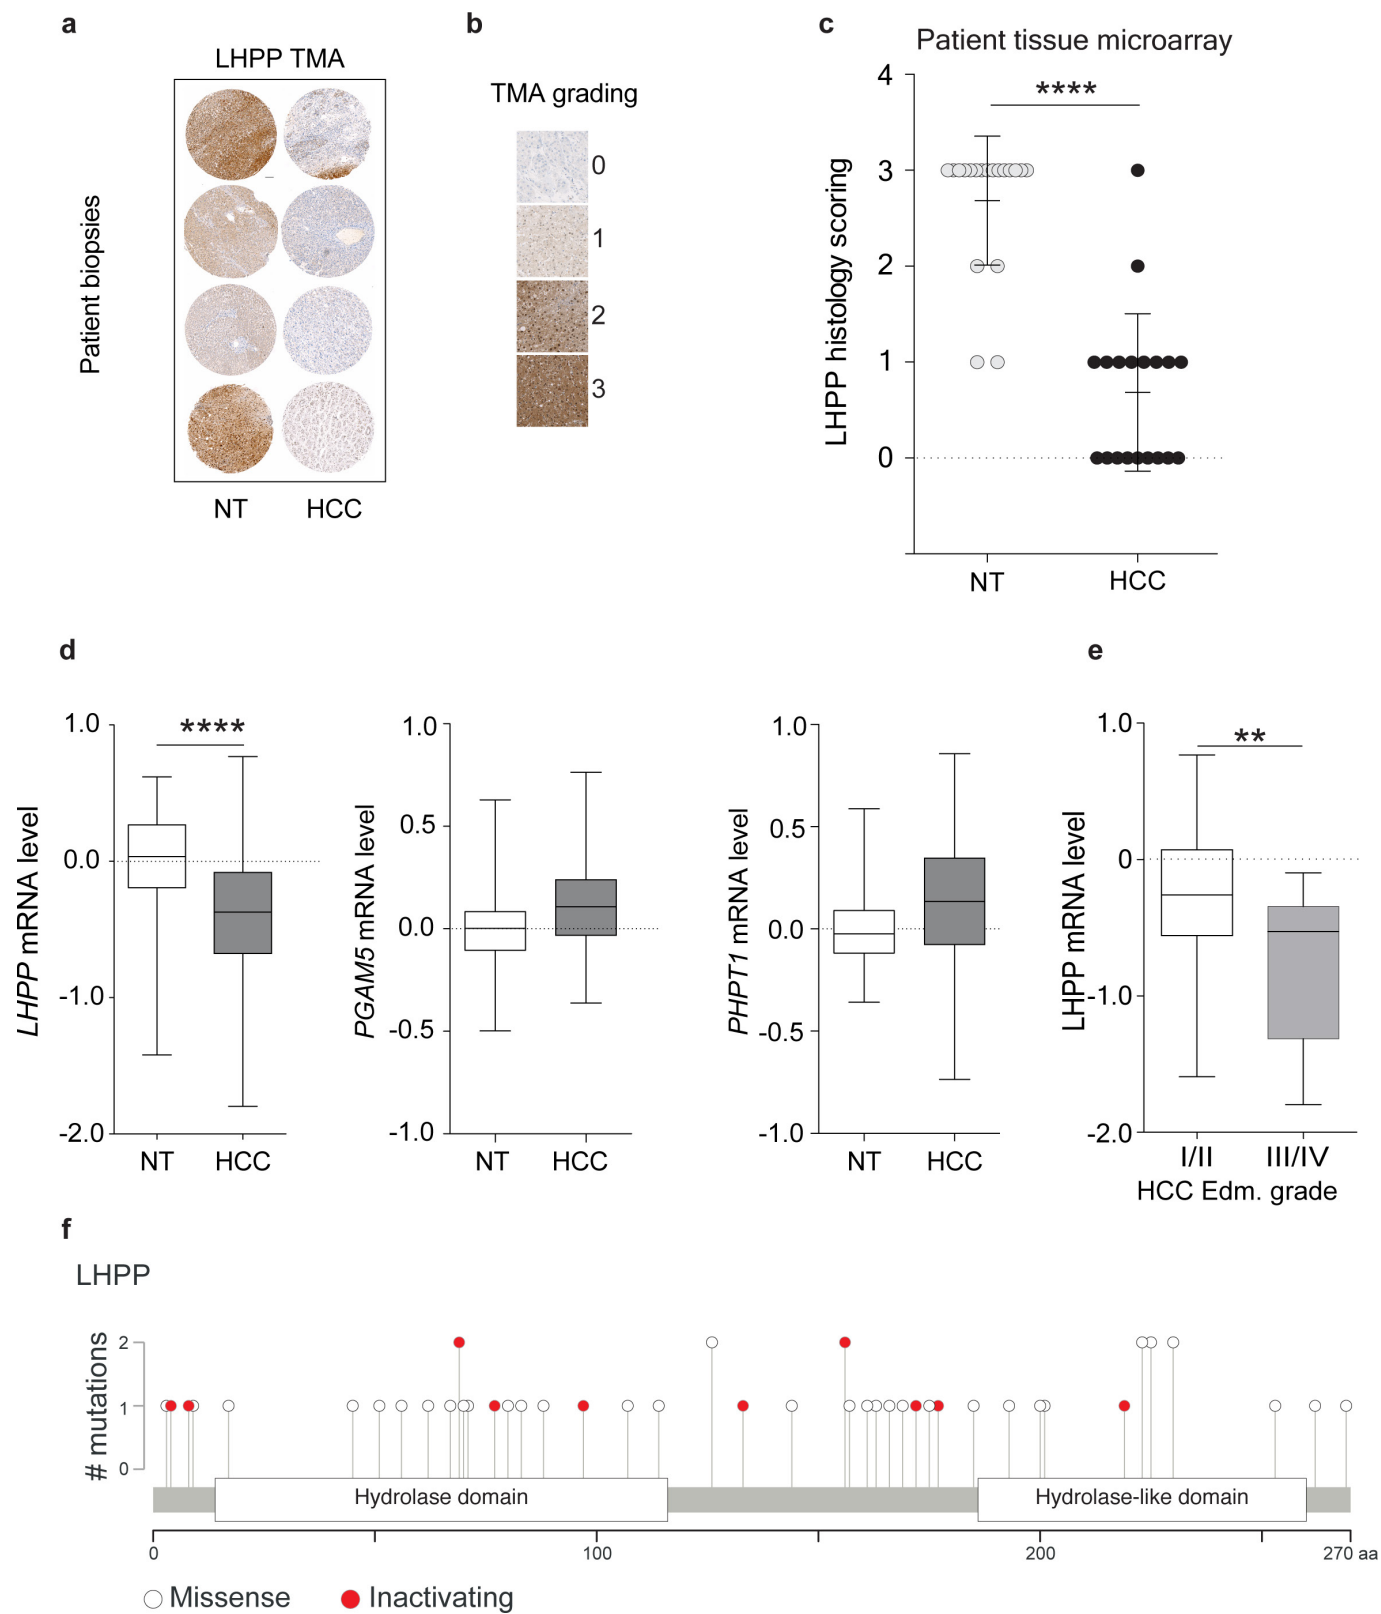 a
LHPP TMA
Patient biopsies
NT HCC
b
TMA grading
0
1
2
3
c
Patient tissue microarray
****
LHPP histology scoring
4
3
2
1
0
NT HCC
d
LHPP mRNA level
1.0
0.0
-1.0
-2.0
****
NT HCC
PGAM5 mRNA level
1.0
0.5
0.0
-0.5
-1.0
NT HCC
PHPT1 mRNA level
1.0
0.5
0.0
-0.5
-1.0
NT HCC
e
LHPP mRNA level
1.0
0
-1.0
-2.0
**
I/II III/IV
HCC Edm. grade
f
LHPP
# mutations
2
1
0
Hydrolase domain Hydrolase-like domain
0 100 200 270 aa
Missense Inactivating